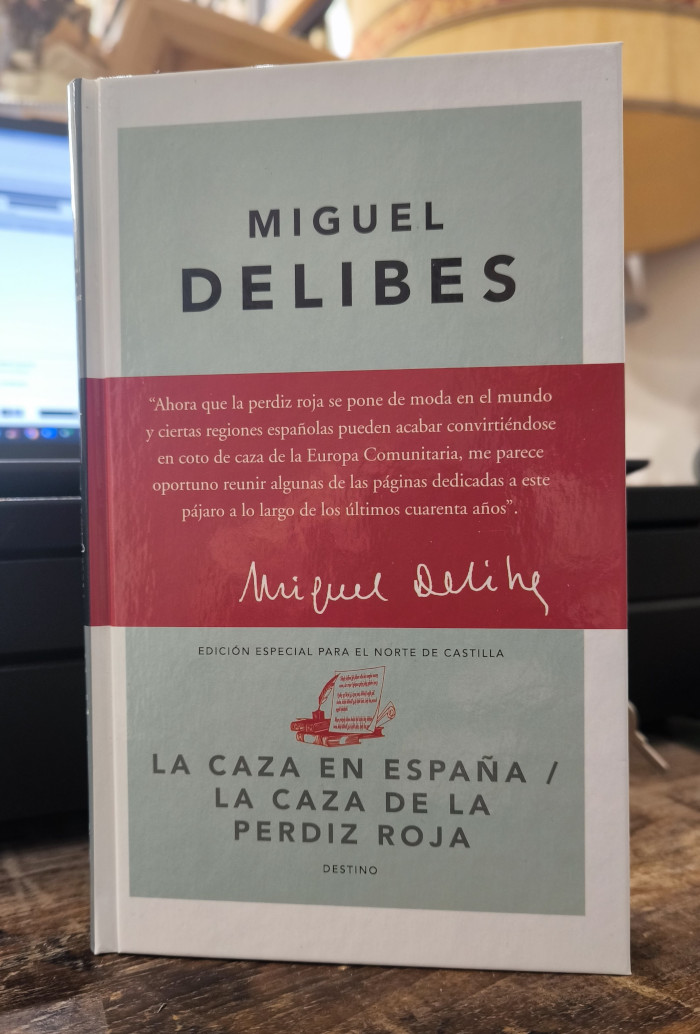 MIGUEL
DELIBES
“Ahora que la perdiz roja se pone de moda en el mundo
y ciertas regiones españolas pueden acabar convirtiéndose
en coto de caza de la Europa Comunitaria, me parece
oportuno reunir algunas de las páginas dedicadas a este
pájaro a lo largo de los últimos cuarenta años”.
Miguel Delibes
EDICIÓN ESPECIAL PARA EL NORTE DE CASTILLA
LA CAZA EN ESPAÑA /
LA CAZA DE LA
PERDIZ ROJA
DESTINO